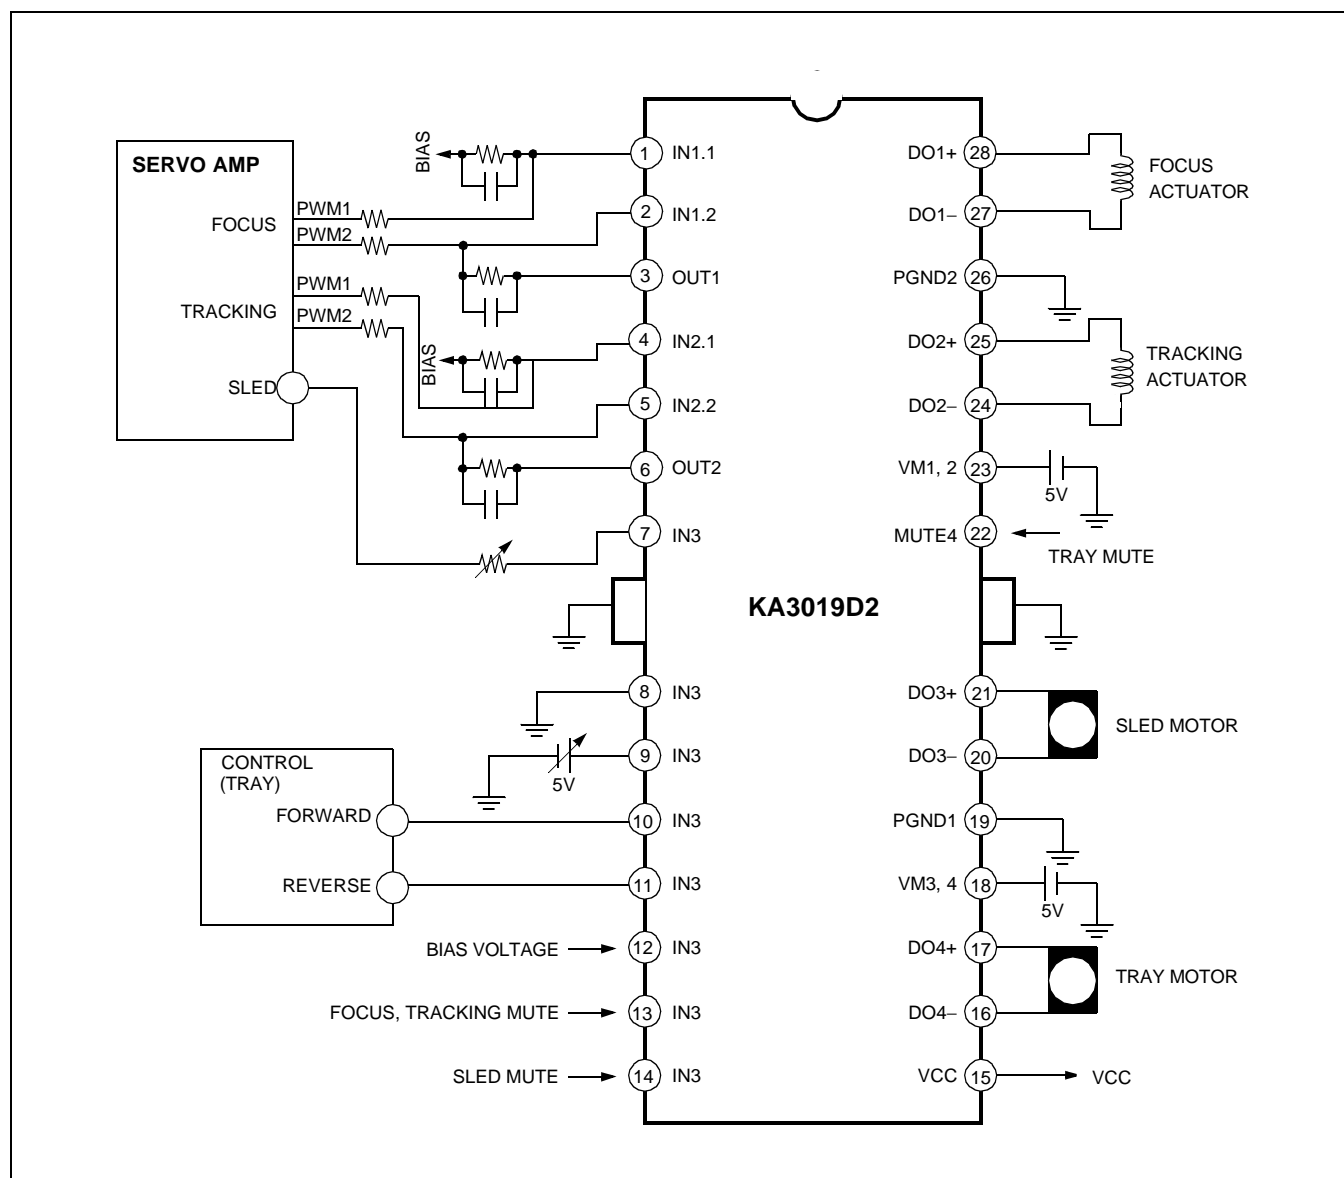 SERVO AMP
FOCUS
PWM1
PWM2
TRACKING
PWM1
PWM2
SLED
BIAS
BIAS
1 IN1.1
2 IN1.2
3 OUT1
4 IN2.1
5 IN2.2
6 OUT2
7 IN3
KA3019D2
8 IN3
9 IN3
5V
10 IN3
11 IN3
12 IN3
13 IN3
14 IN3
CONTROL
(TRAY)
FORWARD
REVERSE
BIAS VOLTAGE
FOCUS, TRACKING MUTE
SLED MUTE
DO1+ 28
DO1– 27
FOCUS
ACTUATOR
PGND2 26
DO2+ 25
DO2– 24
TRACKING
ACTUATOR
VM1, 2 23
5V
MUTE4 22
TRAY MUTE
DO3+ 21
DO3– 20
SLED MOTOR
PGND1 19
VM3, 4 18
5V
DO4+ 17
DO4– 16
TRAY MOTOR
VCC 15 VCC